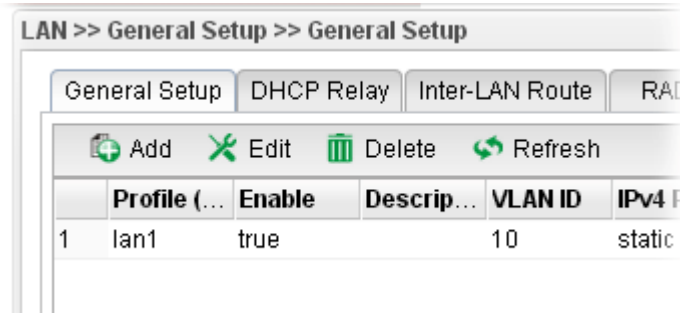 LAN >> General Setup >> General Setup
General Setup DHCP Relay Inter-LAN Route RAD
Add Edit Delete Refresh
Profile (... Enable Descrip... VLAN ID IPv4 P
1 lan1 true 10 static